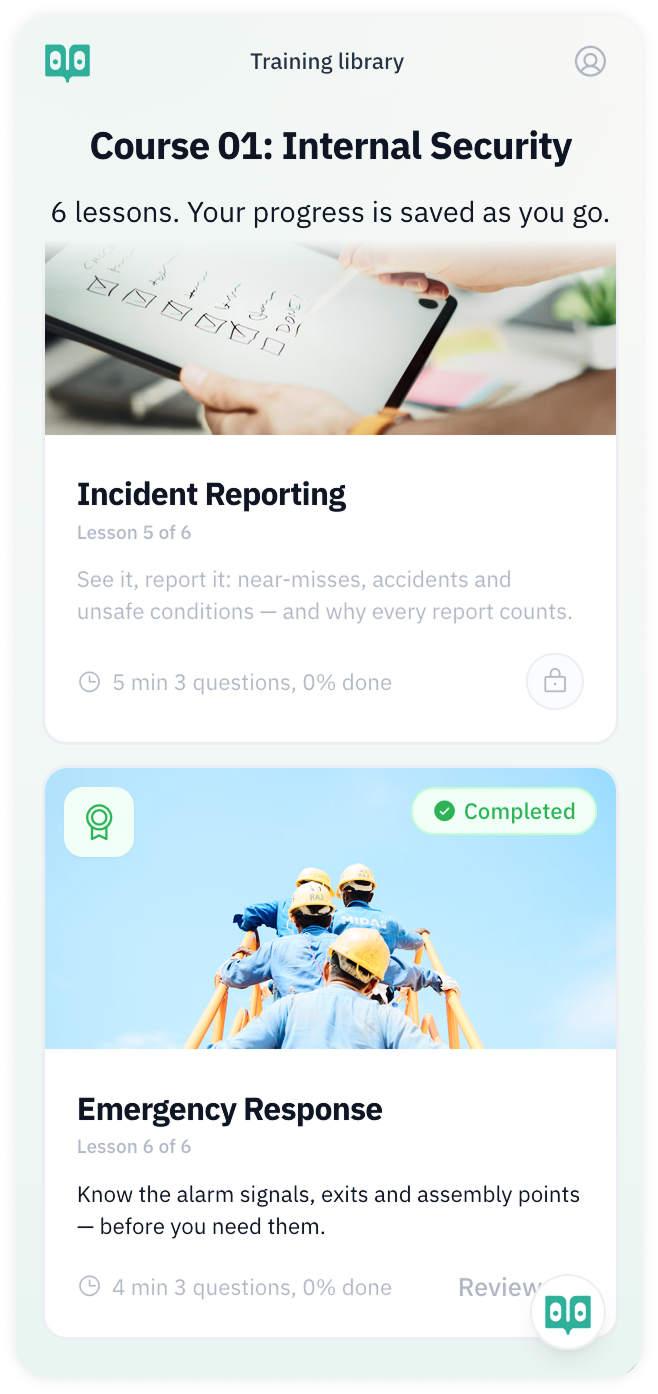 Training library
Course 01: Internal Security
6 lessons. Your progress is saved as you go.
DONE!
Incident Reporting
Lesson 5 of 6
See it, report it: near-misses, accidents and
unsafe conditions — and why every report counts.
5 min 3 questions, 0% done
Completed
MIDAS
Emergency Response
Lesson 6 of 6
Know the alarm signals, exits and assembly points
— before you need them.
4 min 3 questions, 0% done
Review